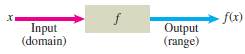 x f f(x)
Input Output
(domain) (range)